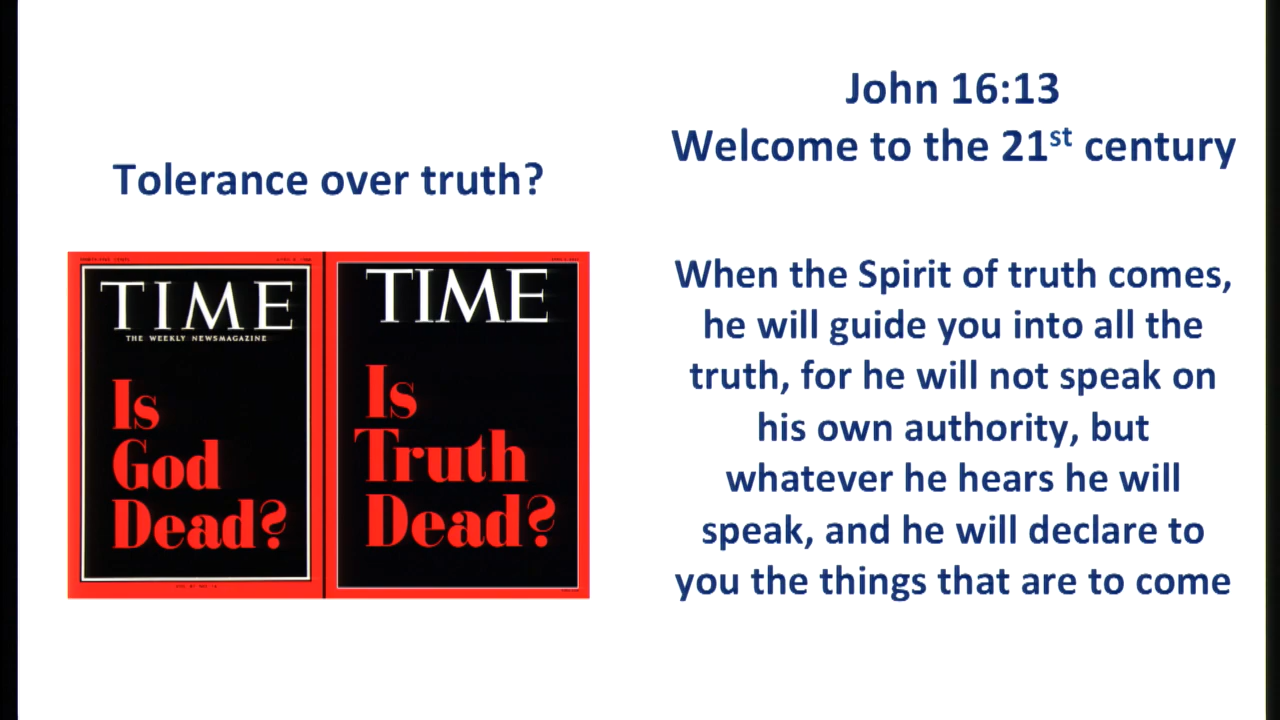 Tolerance over truth?
TIME
THE WEEKLY NEWSMAGAZINE
Is
God
Dead?
TIME
Is
Truth
Dead?
John 16:13
Welcome to the 21st century
When the Spirit of truth comes,
he will guide you into all the
truth, for he will not speak on
his own authority, but
whatever he hears he will
speak, and he will declare to
you the things that are to come